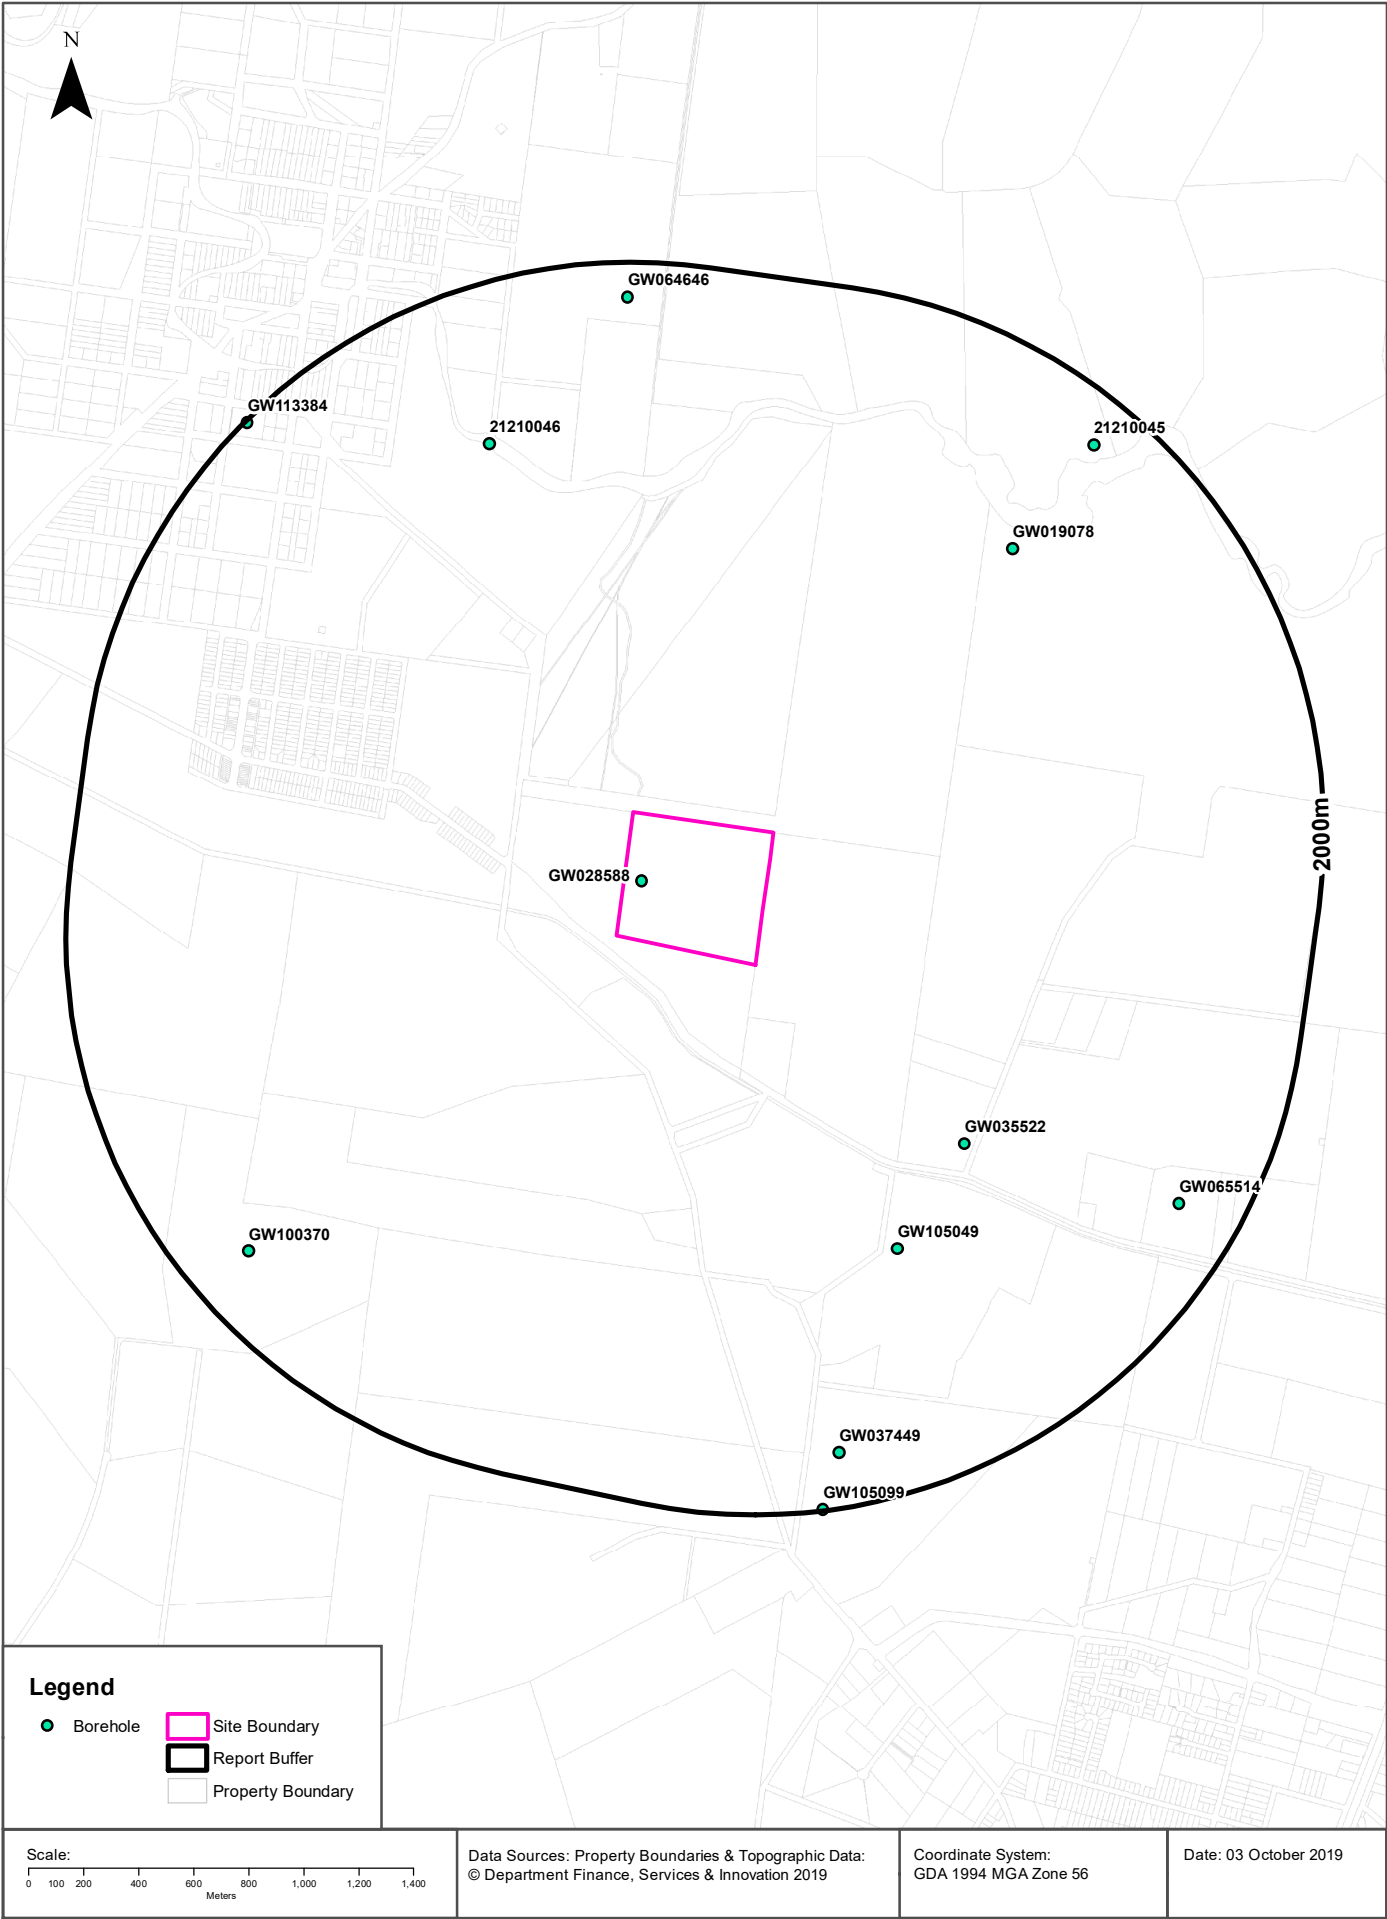 N
GW064646
GW113384
21210046
21210045
GW019078
2000m
GW028588
GW035522
GW065514
GW105049
GW100370
GW037449
GW105099
Legend
Borehole
Site Boundary
Report Buffer
Property Boundary
Scale:
0 100 200 400 600 800 1,000 1,200 1,400
Meters
Data Sources: Property Boundaries & Topographic Data:
© Department Finance, Services & Innovation 2019
Coordinate System:
GDA 1994 MGA Zone 56
Date: 03 October 2019